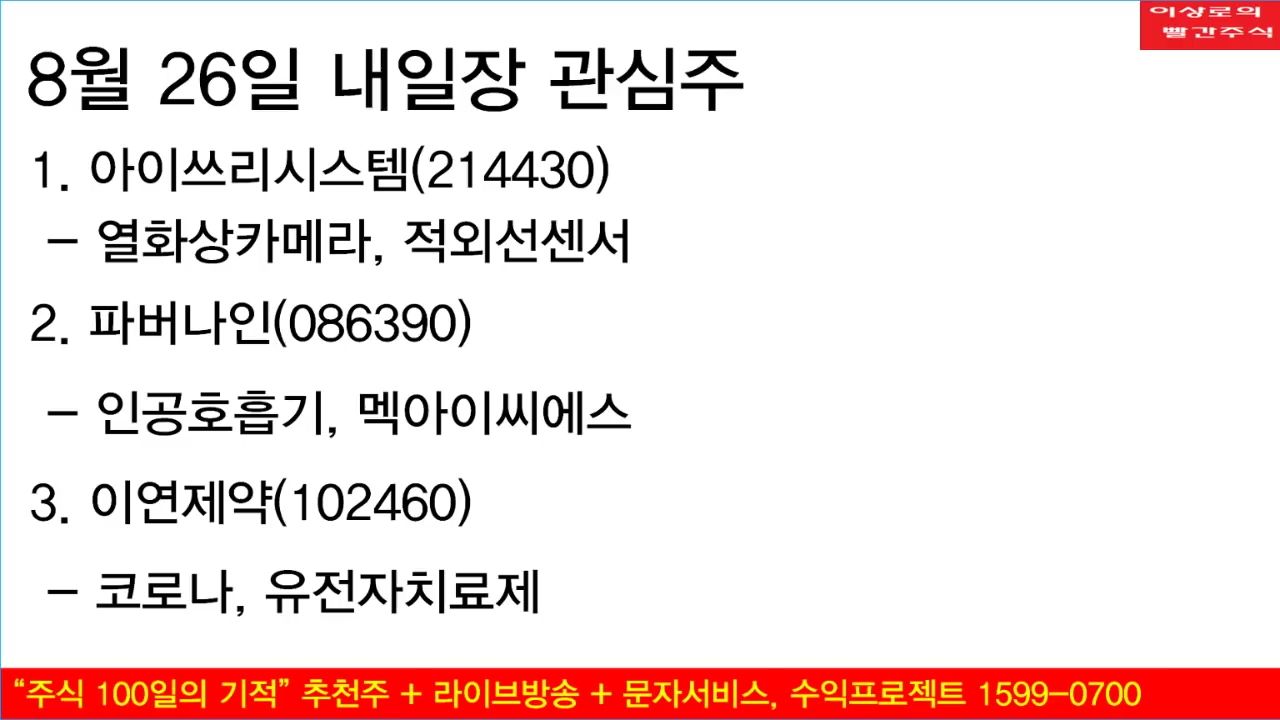 이상로의
빨간주식
8월 26일 내일장 관심주
1. 아이쓰리시스템(214430)
- 열화상카메라, 적외선센서
2. 파버나인(086390)
- 인공호흡기, 멕아이씨에스
3. 이연제약(102460)
- 코로나, 유전자치료제
“주식 100일의 기적” 추천주 + 라이브방송 + 문자서비스, 수익프로젝트 1599-0700